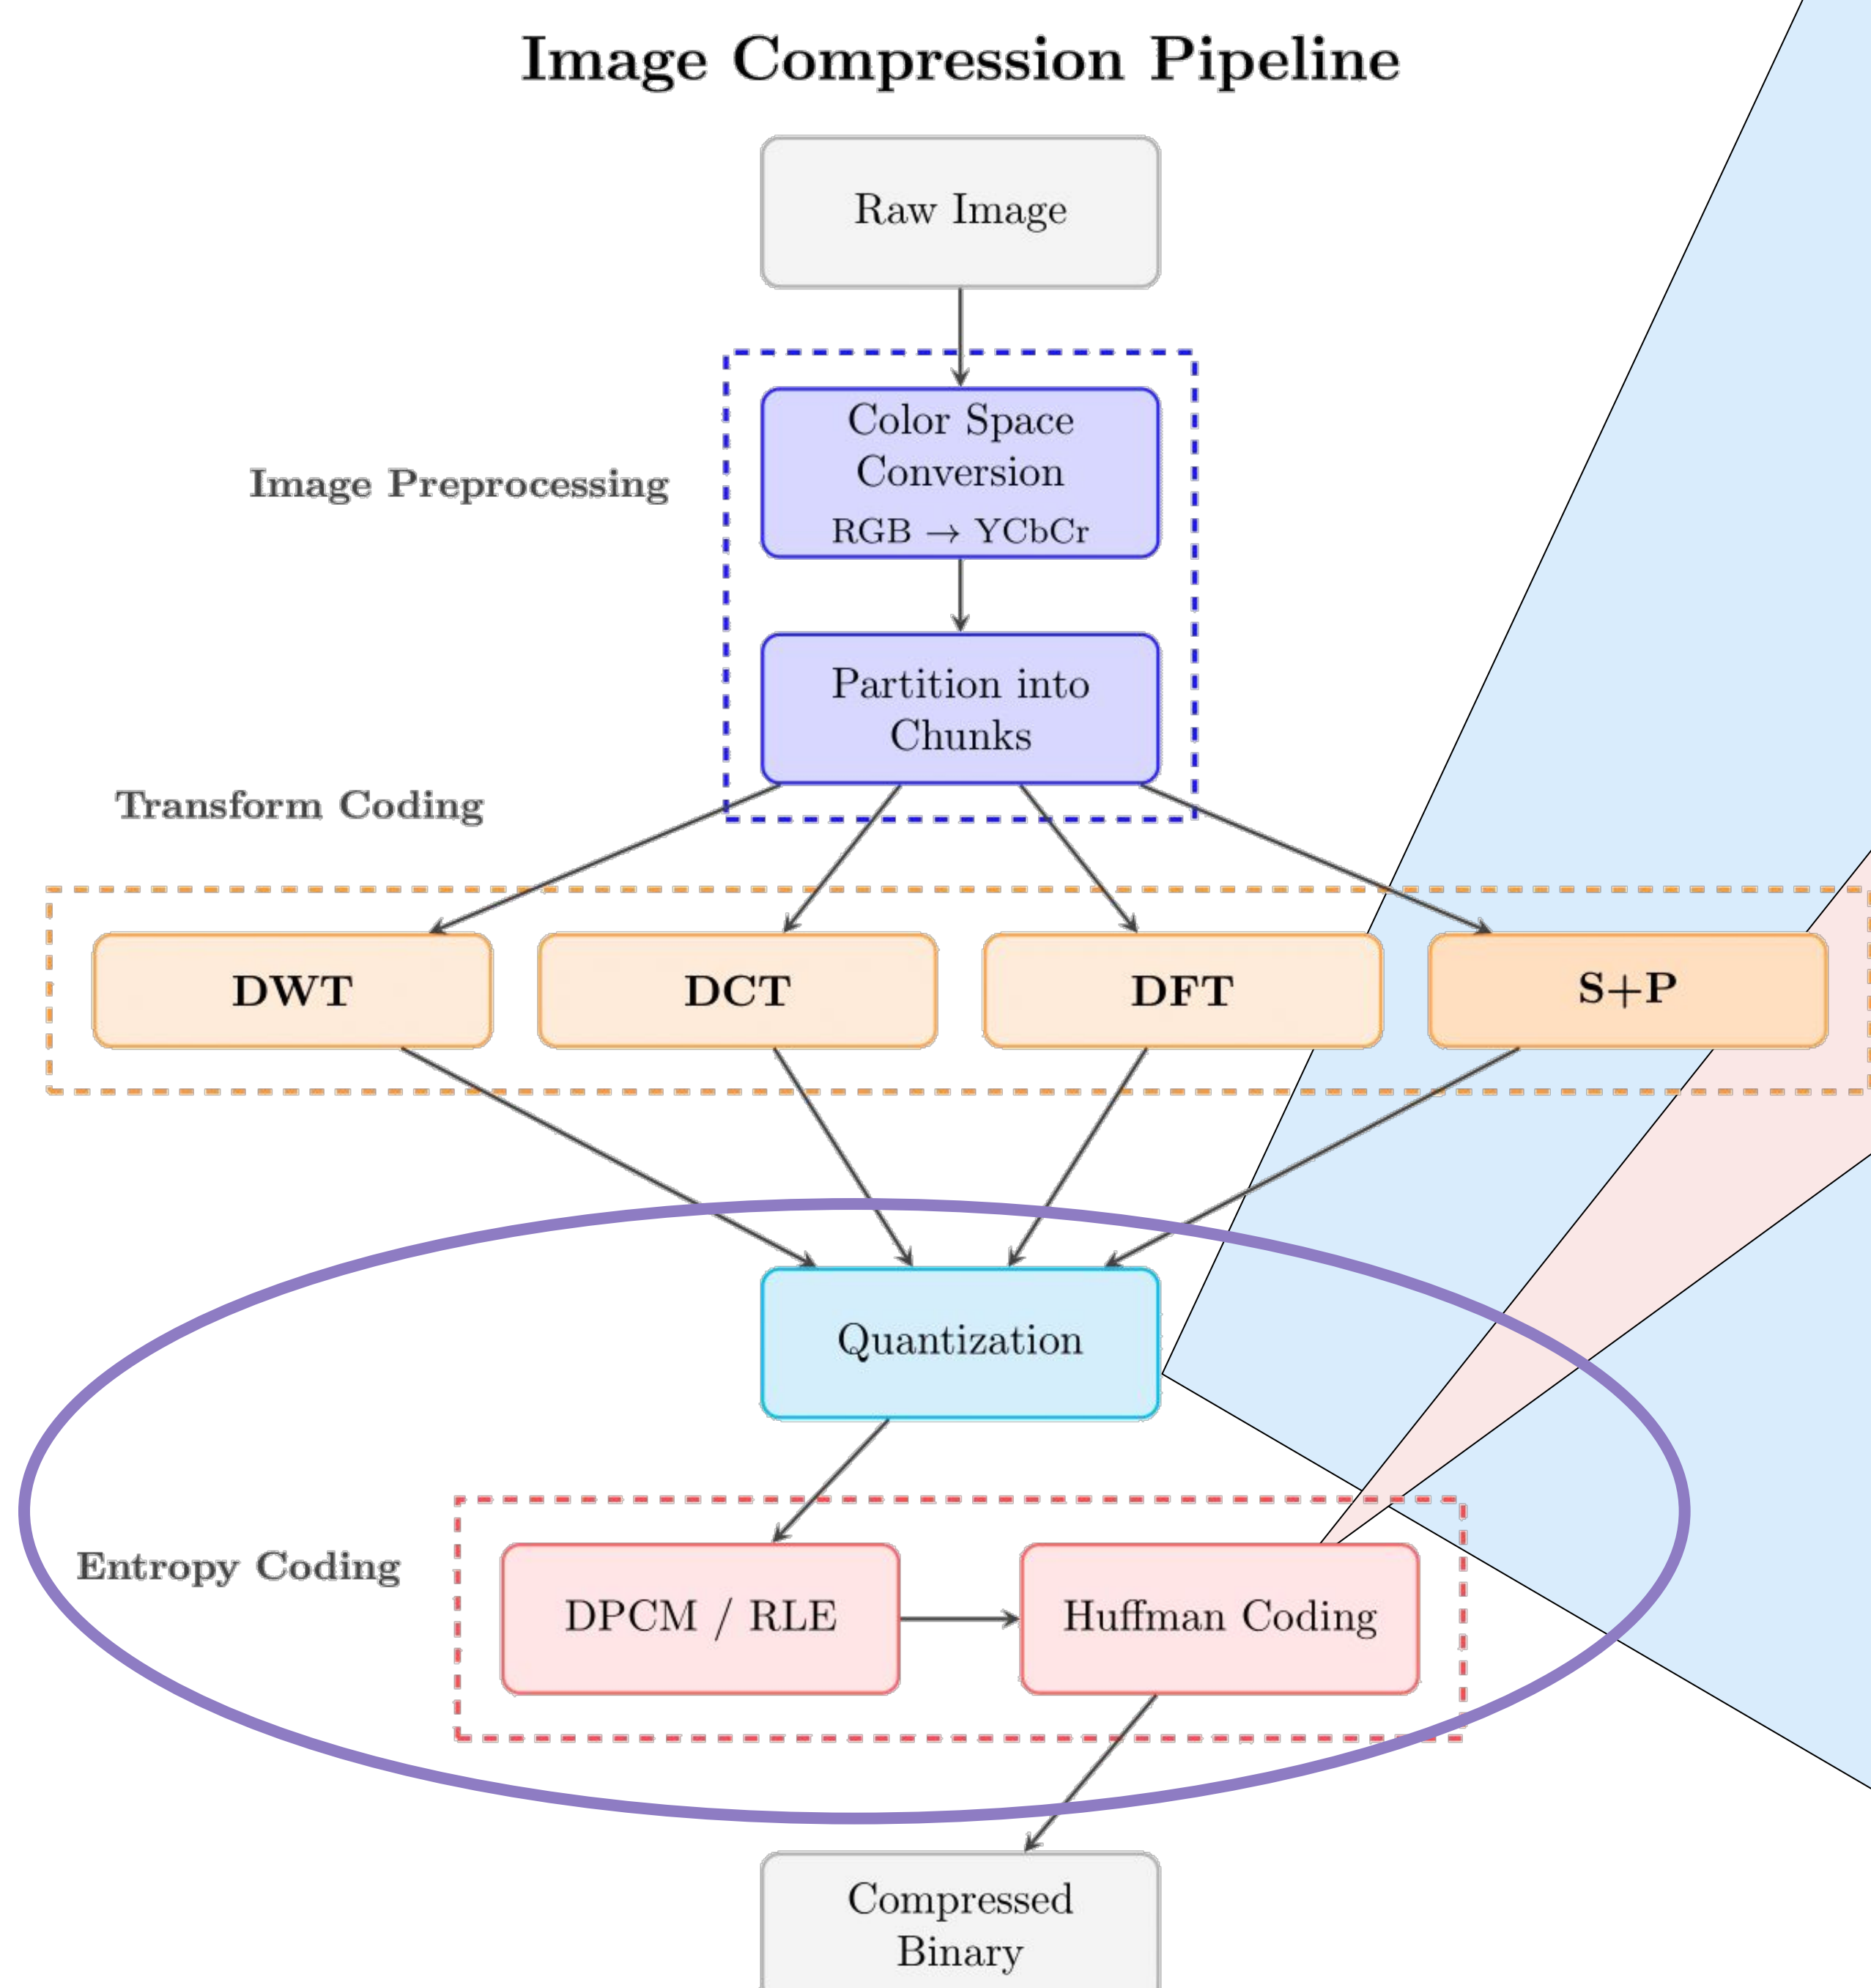 Image Compression Pipeline
Raw Image
Color Space
Conversion
RGB → YCbCr
Image Preprocessing
Partition into
Chunks
Transform Coding
DWT
DCT
DFT
S+P
Quantization
Entropy Coding
DPCM / RLE
Huffman Coding
Compressed
Binary